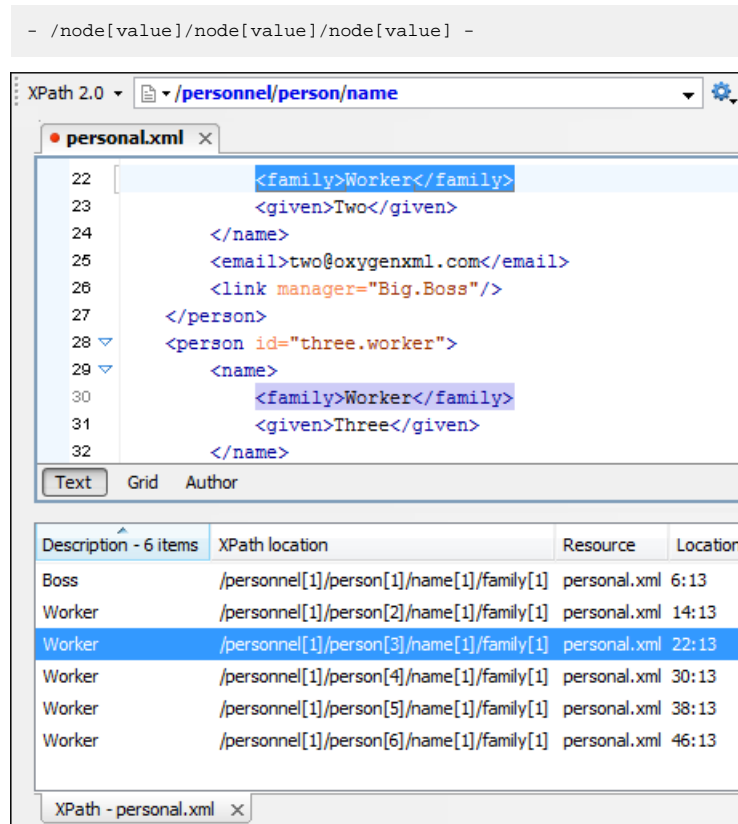 - /node[value]/node[value]/node[value] -
XPath 2.0 /personnel/person/name
personal.xml
22 <family>Worker</family>
23 <given>Two</given>
24 </name>
25 <email>two@oxygenxml.com</email>
26 <link manager="Big.Boss"/>
27 </person>
28 <person id="three.worker">
29 <name>
30 <family>Worker</family>
31 <given>Three</given>
32 </name>
Text Grid Author
Description - 6 items XPath location Resource Location
Boss /personnel[1]/person[1]/name[1]/family[1] personal.xml 6:13
Worker /personnel[1]/person[2]/name[1]/family[1] personal.xml 14:13
Worker /personnel[1]/person[3]/name[1]/family[1] personal.xml 22:13
Worker /personnel[1]/person[4]/name[1]/family[1] personal.xml 30:13
Worker /personnel[1]/person[5]/name[1]/family[1] personal.xml 38:13
Worker /personnel[1]/person[6]/name[1]/family[1] personal.xml 46:13
XPath - personal.xml